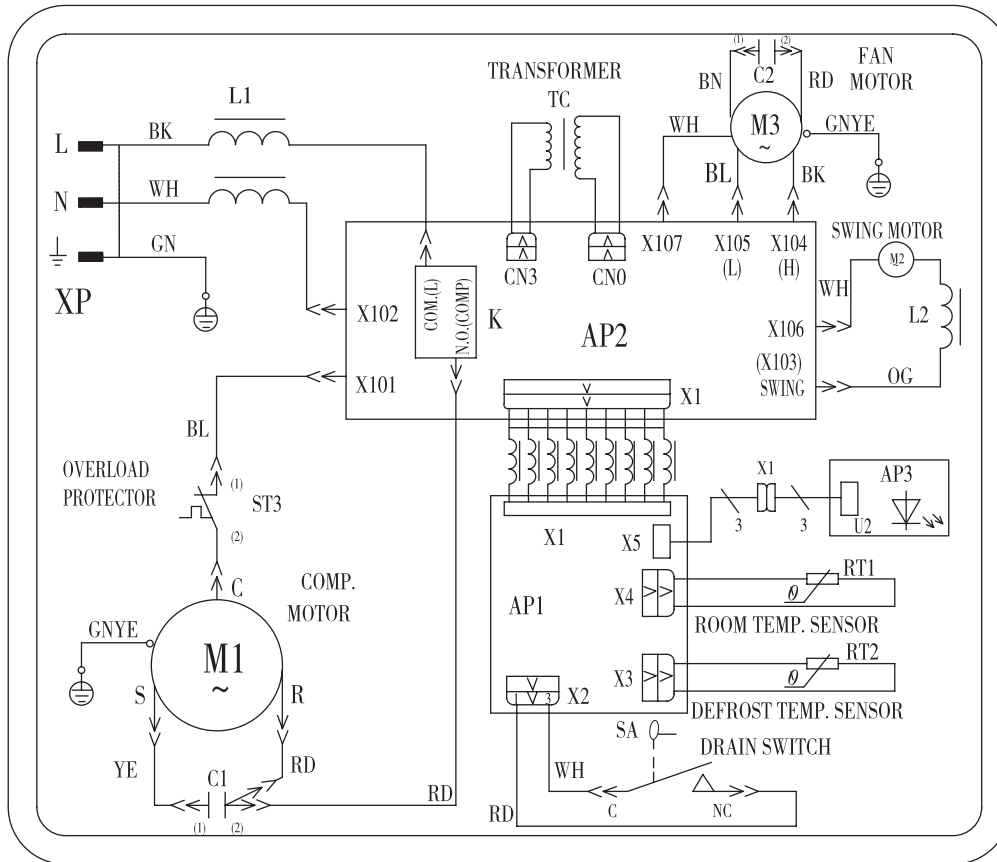 TRANSFORMER
TC
(1)
(2)
C2
BN
RD
FAN
MOTOR
L1
L
BK
WH
M3
~
GNYE
N
WH
BL
BK
GN
XP
CN3
CN0
X107
X105
(L)
X104
(H)
SWING MOTOR
M2
WH
L2
X102
COM.(L)
N.O.(COMP)
K
AP2
X106
(X103)
SWING
OG
X101
X1
BL
OVERLOAD
PROTECTOR
(1)
ST3
(2)
X1
AP3
3
3
U2
X1
X5
C
COMP.
MOTOR
GNYE
M1
~
AP1
X4
RT1
θ
ROOM TEMP. SENSOR
S
R
X3
RT2
θ
DEFROST TEMP. SENSOR
1
3
X2
SA
DRAIN SWITCH
YE
C1
RD
RD
WH
RD
C
NC
(1)
(2)